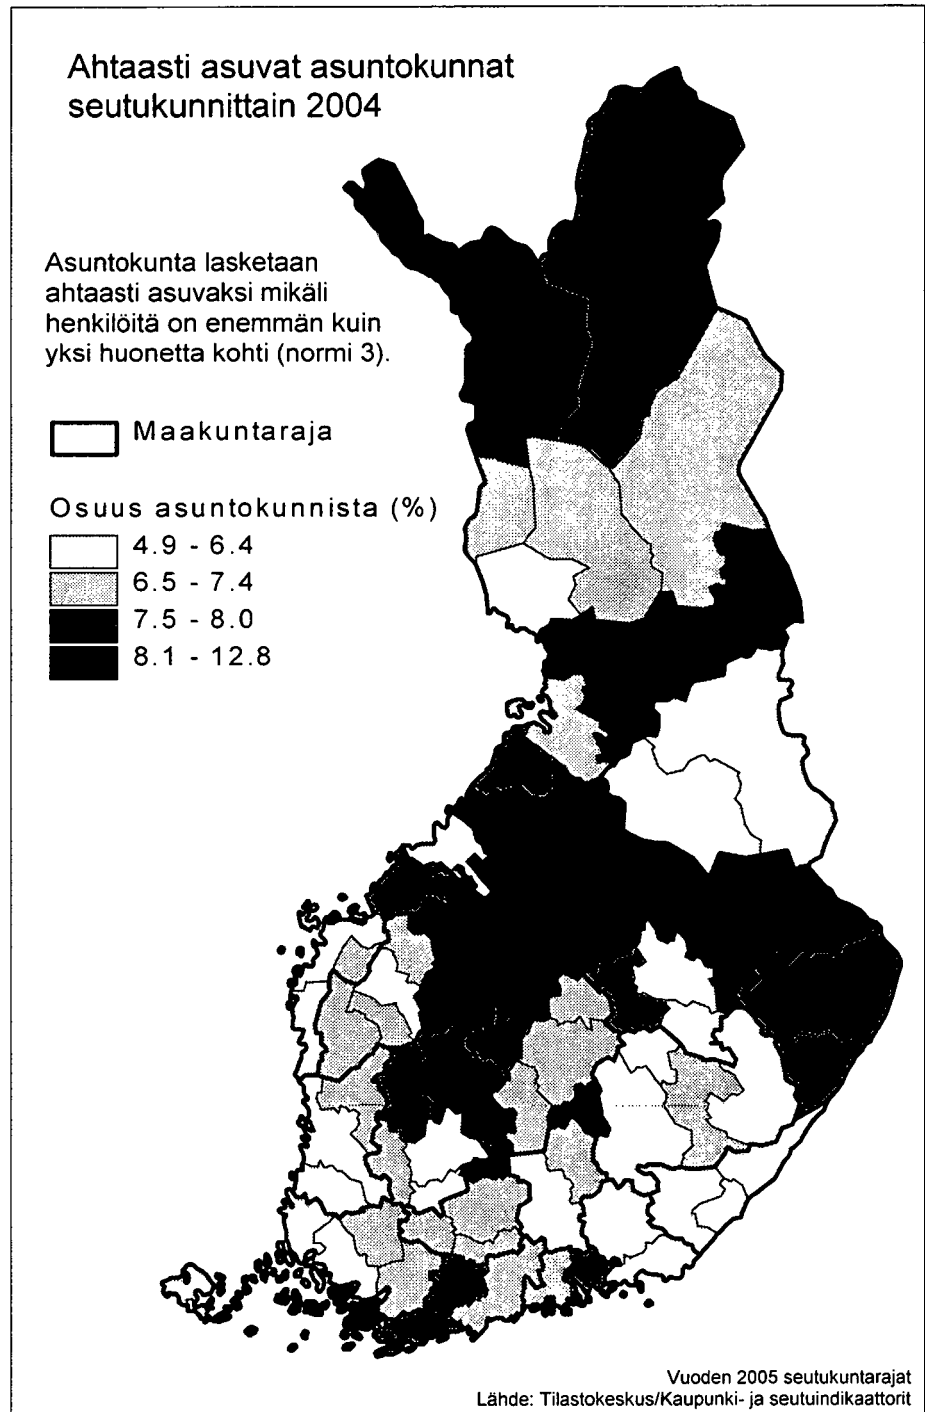 Ahtaasti asuvat asuntokunnat
seutukunnittain 2004
Asuntokunta lasketaan
ahtaasti asuvaksi mikäli
henkilöitä on enemmän kuin
yksi huonetta kohti (normi 3).
Maakuntaraja
Osuus asuntokunnista (%)
4.9 - 6.4
6.5 - 7.4
7.5 - 8.0
8.1 - 12.8
Vuoden 2005 seutukuntarajat
Lähde: Tilastokeskus/Kaupunki- ja seutuindikaattorit